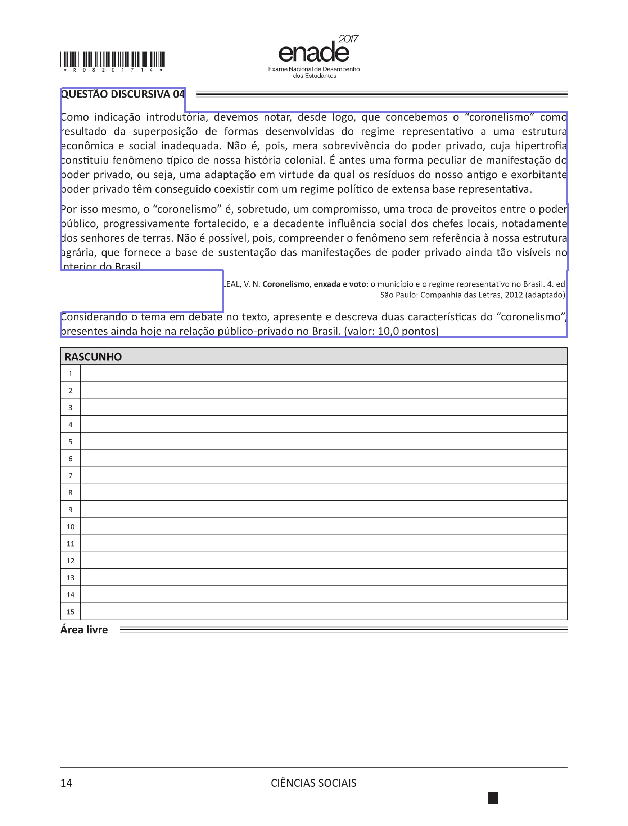 *R08201714*
enade 2017
Exame Nacional de Desempenho
dos Estudantes
QUESTÃO DISCURSIVA 04
Como indicação introdutória, devemos notar, desde logo, que concebemos o “coronelismo” como
resultado da superposição de formas desenvolvidas do regime representativo a uma estrutura
econômica e social inadequada. Não é, pois, mera sobrevivência do poder privado, cuja hipertrofia
constituiu fenômeno típico de nossa história colonial. É antes uma forma peculiar de manifestação do
poder privado, ou seja, uma adaptação em virtude da qual os resíduos do nosso antigo e exorbitante
poder privado têm conseguido coexistir com um regime político de extensa base representativa.
Por isso mesmo, o “coronelismo” é, sobretudo, um compromisso, uma troca de proveitos entre o poder
público, progressivamente fortalecido, e a decadente influência social dos chefes locais, notadamente
dos senhores de terras. Não é possível, pois, compreender o fenômeno sem referência à nossa estrutura
agrária, que fornece a base de sustentação das manifestações de poder privado ainda tão visíveis no
interior do Brasil.
LEAL, V. N. Coronelismo, enxada e voto: o município e o regime representativo no Brasil. 4. ed.
São Paulo: Companhia das Letras, 2012 (adaptado).
Considerando o tema em debate no texto, apresente e descreva duas características do “coronelismo”,
presentes ainda hoje na relação público-privado no Brasil. (valor: 10,0 pontos)
RASCUNHO
1
2
3
4
5
6
7
8
9
10
11
12
13
14
15
Área livre
14 CIÊNCIAS SOCIAIS